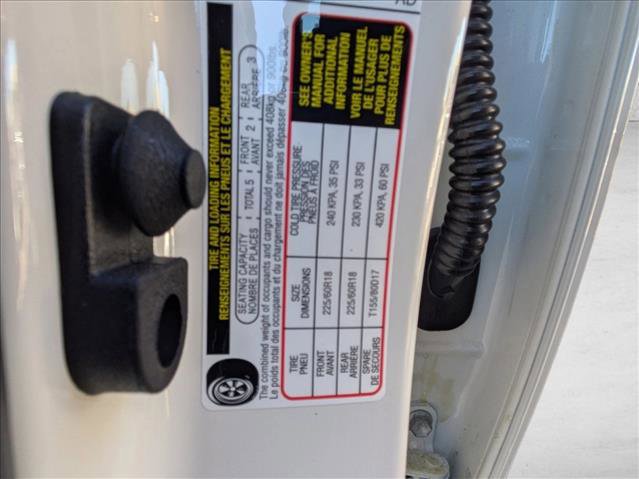 TIRE AND LOADING INFORMATION
RENSEIGNEMENTS SUR LES PNEUS ET LE CHARGEMENT
SEATING CAPACITY
NOMBRE DE PLACES
TOTAL 5
FRONT
AVANT 2
REAR
ARRIÈRE 3
The combined weight of occupants and cargo should never exceed 408kg or 900lbs.
Le poids total des occupants et du chargement ne doit jamais dépasser 408
TIRE
PNEU
SIZE
DIMENSIONS
COLD TIRE PRESSURE
PRESSION DES
PNEUS À FROID
FRONT
AVANT
225/60R18
240 KPA, 35 PSI
REAR
ARRIÈRE
225/60R18
230 KPA, 33 PSI
SPARE
DE SECOURS
T155/80D17
420 KPA, 60 PSI
SEE OWNER'S
MANUAL FOR
ADDITIONAL
INFORMATION
VOIR LE MANUEL
DE L'USAGER
POUR PLUS DE
RENSEIGNEMENTS